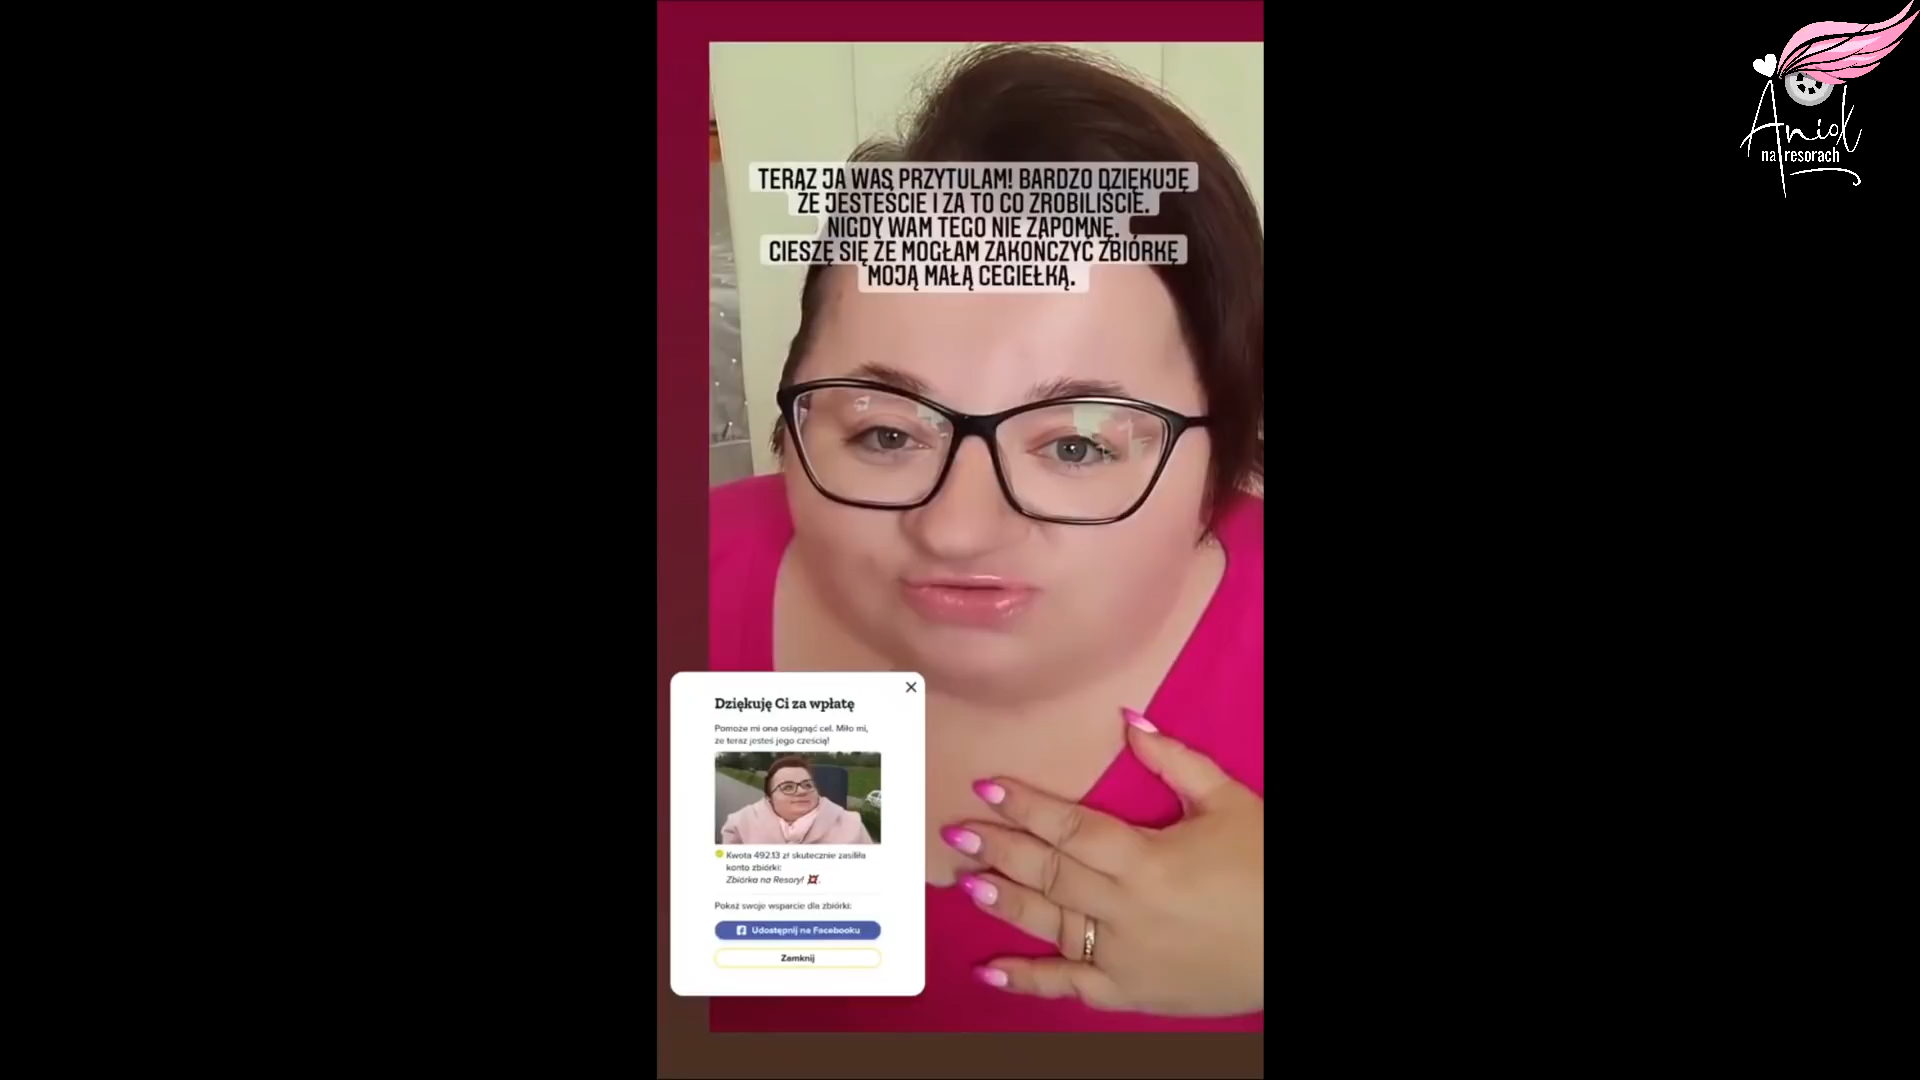 TERAZ JA WAS PRZYTULAM! BARDZO DZIĘKUJĘ
ŻE JESTEŚCIE I ZA TO CO ZROBILIŚCIE.
NIGDY WAM TEGO NIE ZAPOMNĘ.
CIESZĘ SIĘ ŻE MOGŁAM ZAKOŃCZYĆ ZBIÓRKĘ
MOJĄ MAŁĄ CEGIEŁKĄ.
Dziękuję Ci za wpłatę
Pomoże mi ona osiągnąć cel. Miło mi,
że teraz jesteś jego częścią!
Kwota 492.13 zł skutecznie zasiliła
konto zbiórki:
Zbiórka na Resory! 💢.
Pokaż swoje wsparcie dla zbiórki:
Udostępnij na Facebooku
Zamknij
Anioł
na resorach